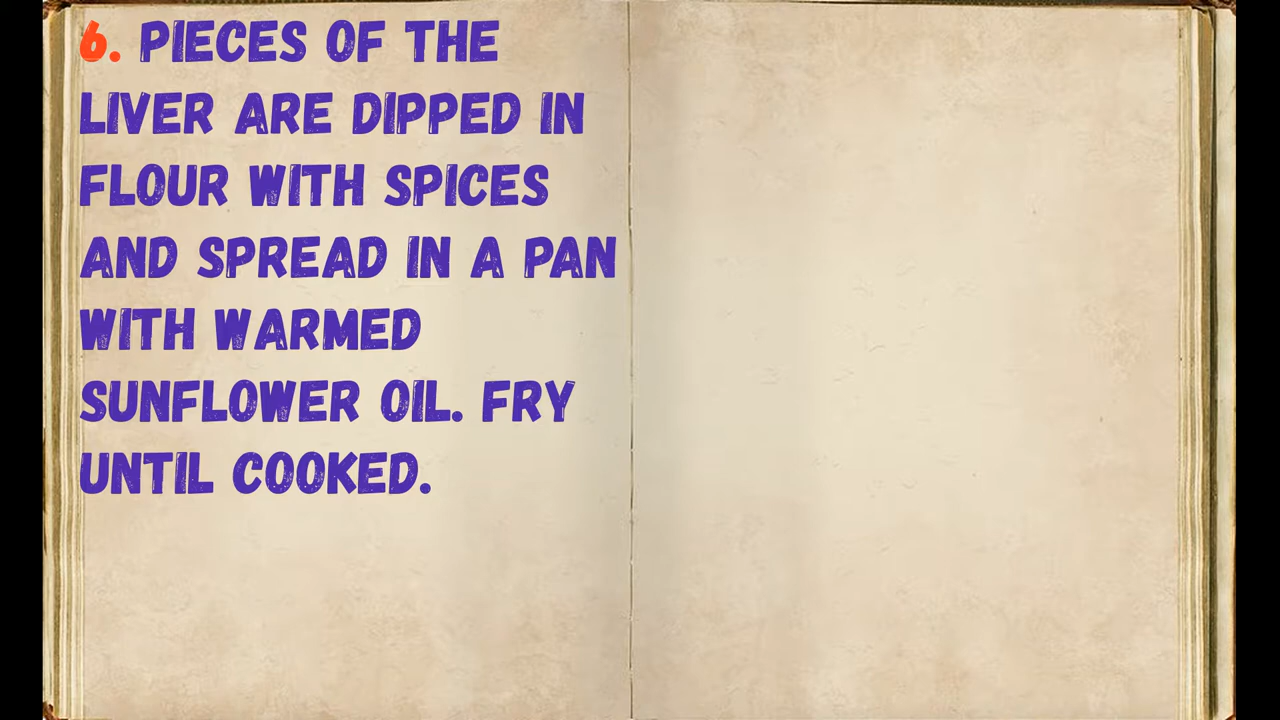 6. PIECES OF THE
LIVER ARE DIPPED IN
FLOUR WITH SPICES
AND SPREAD IN A PAN
WITH WARMED
SUNFLOWER OIL. FRY
UNTIL COOKED.